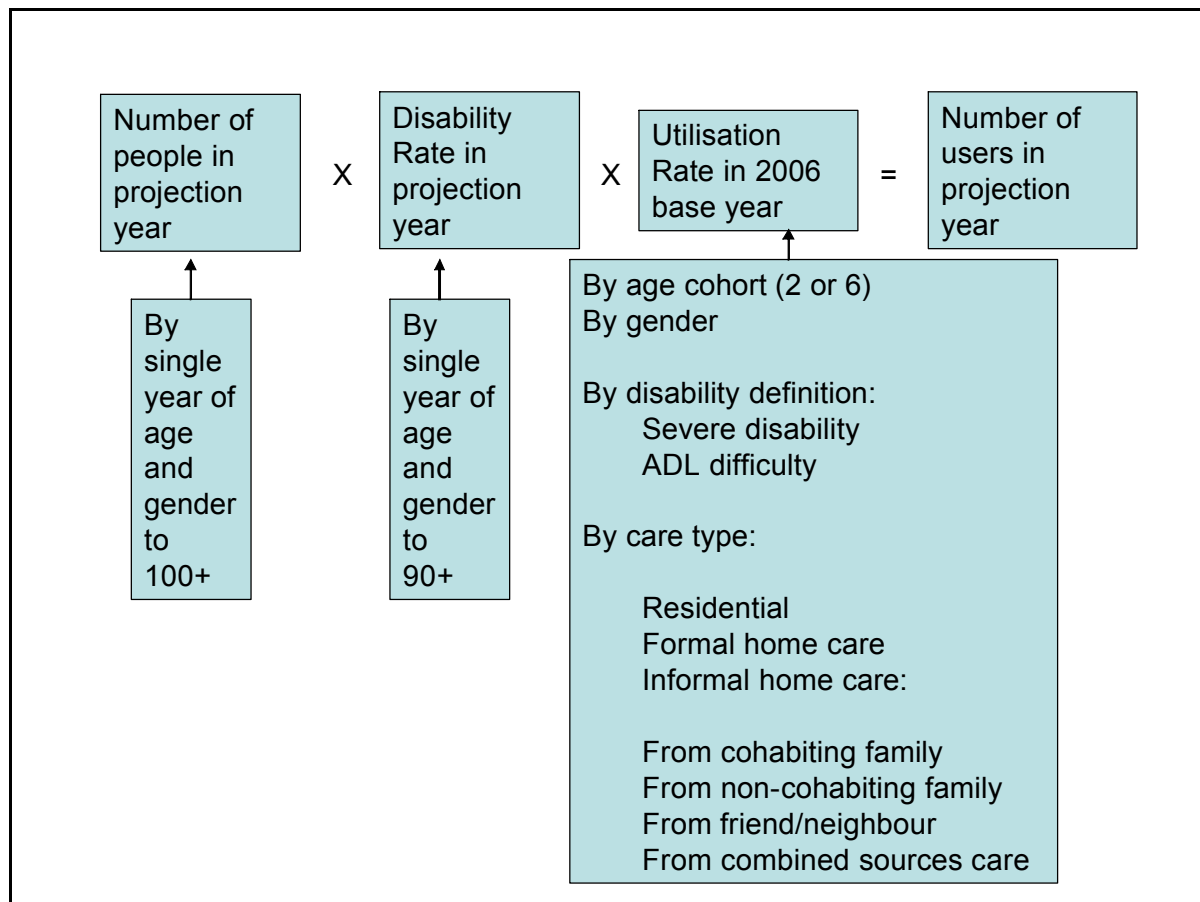 Number of
people in
projection
year
X
Disability
Rate in
projection
year
X
Utilisation
Rate in 2006
base year
=
Number of
users in
projection
year
By
single
year of
age
and
gender
to
100+
By
single
year of
age
and
gender
to
90+
By age cohort (2 or 6)
By gender
By disability definition:
Severe disability
ADL difficulty
By care type:
Residential
Formal home care
Informal home care:
From cohabiting family
From non-cohabiting family
From friend/neighbour
From combined sources care